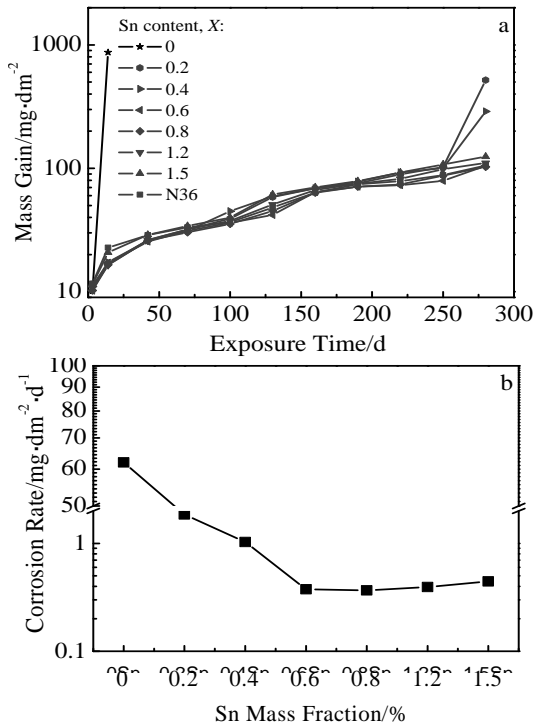 a
Sn content, X:
0
0.2
0.4
0.6
0.8
1.2
1.5
N36
1000
100
10
Mass Gain/mg·dm-2
0 50 100 150 200 250 300
Exposure Time/d
b
100
90
80
70
60
50
1
0.1
Corrosion Rate/mg·dm-2·d-1
0 0.2 0.4 0.6 0.8 1.2 1.5
Sn Mass Fraction/%